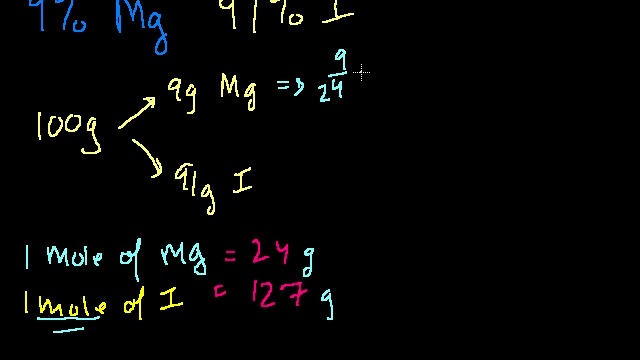 9% Mg 91% I
9g Mg => 9/24
100g
91g I
1 Mole of Mg = 24 g
1 mole of I = 127 g